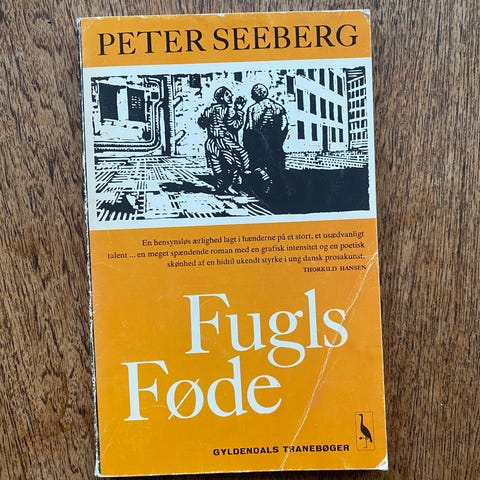 PETER SEEBERG
En hensynsløs ærlighed lagt i hænderne på et stort, et usædvanligt
talent ... en meget spændende roman med en grafisk intensitet og en poetisk
skønhed af en hidtil ukendt styrke i ung dansk prosakunst.
THORKILD HANSEN
Fugls
Føde
GYLDENDALS TRANEBØGER